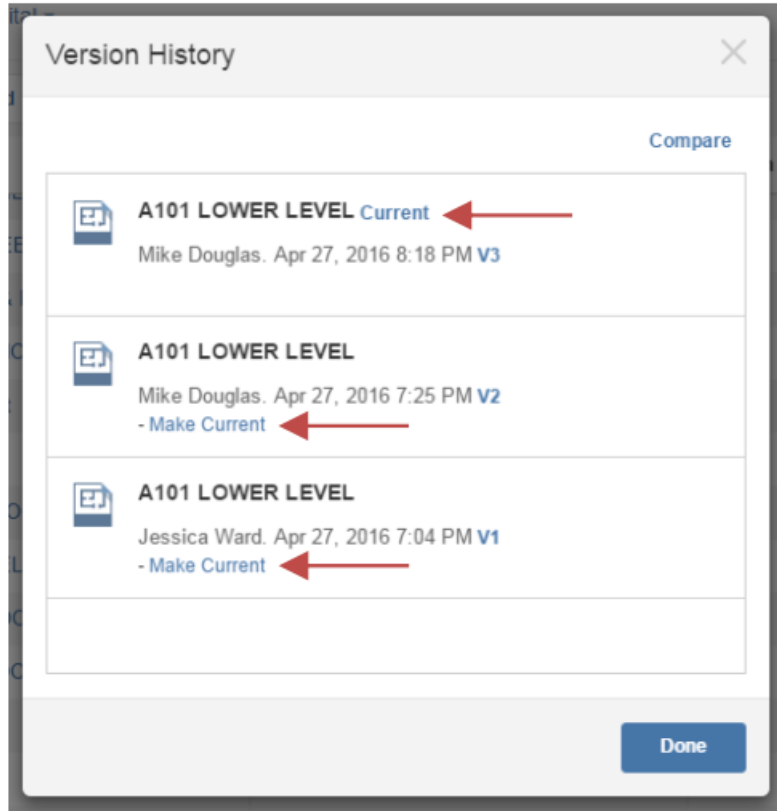 Version History
Compare
A101 LOWER LEVEL Current
Mike Douglas. Apr 27, 2016 8:18 PM V3
A101 LOWER LEVEL
Mike Douglas. Apr 27, 2016 7:25 PM V2
- Make Current
A101 LOWER LEVEL
Jessica Ward. Apr 27, 2016 7:04 PM V1
- Make Current
Done